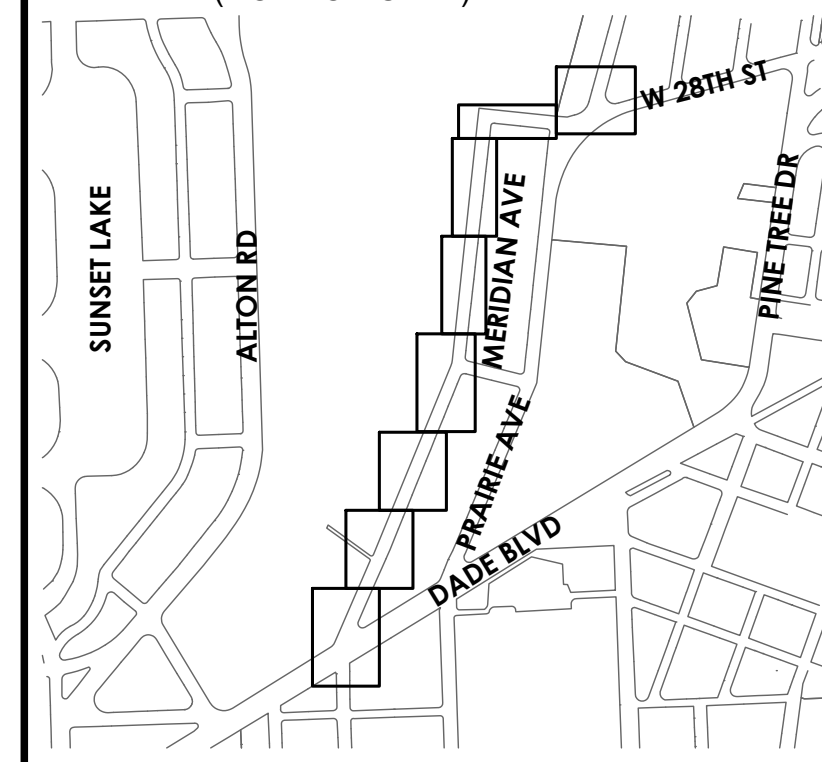 W 28TH ST
PINE TREE DR
MERIDIAN AVE
SUNSET LAKE
ALTON RD
PRAIRIE AVE
DADE BLVD